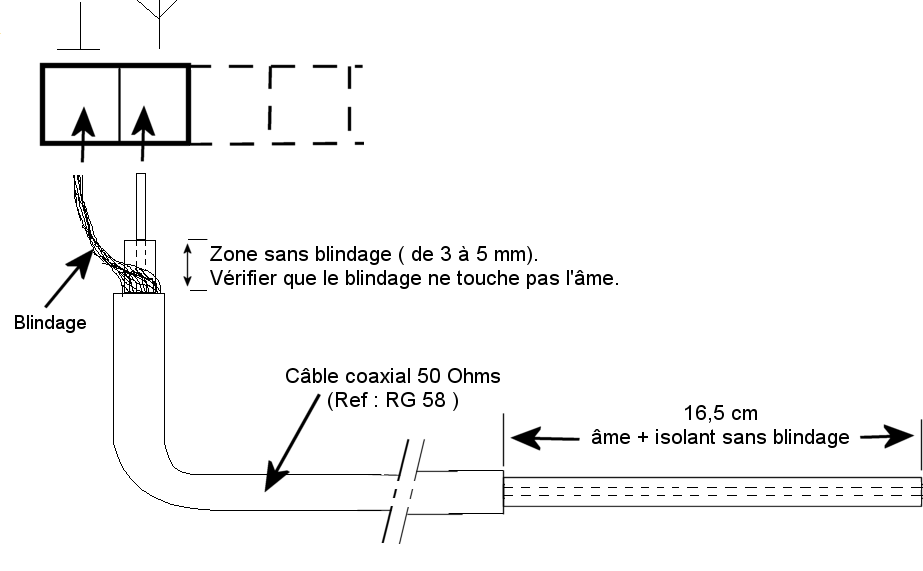 Zone sans blindage ( de 3 à 5 mm).
Vérifier que le blindage ne touche pas l'âme.
Blindage
Câble coaxial 50 Ohms
(Ref : RG 58 )
16,5 cm
âme + isolant sans blindage